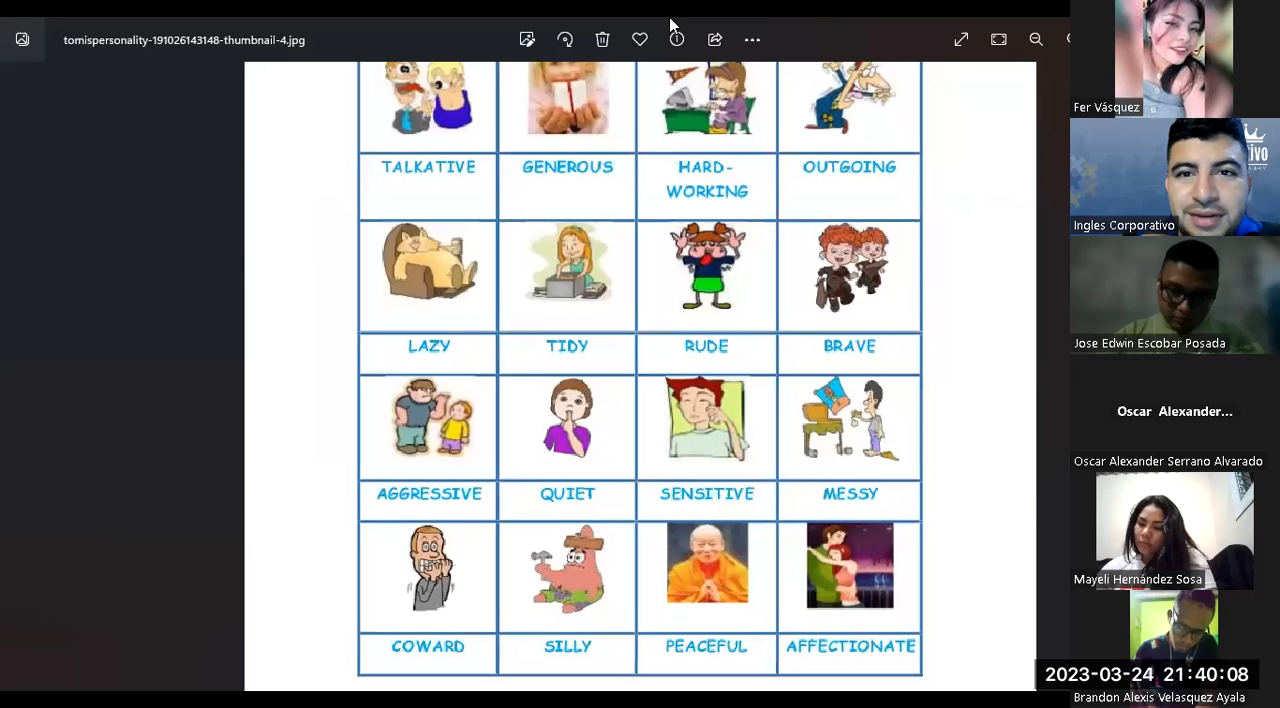 tomispersonality-191026143148-thumbnail-4.jpg
TALKATIVE
GENEROUS
HARD-
WORKING
OUTGOING
LAZY
TIDY
RUDE
BRAVE
AGGRESSIVE
QUIET
SENSITIVE
MESSY
COWARD
SILLY
PEACEFUL
AFFECTIONATE
Fer Vásquez
Ingles Corporativo
Jose Edwin Escobar Posada
Oscar Alexander...
Oscar Alexander Serrano Alvarado
Mayeli Hernández Sosa
2023-03-24 21:40:08
Brandon Alexis Velasquez Ayala